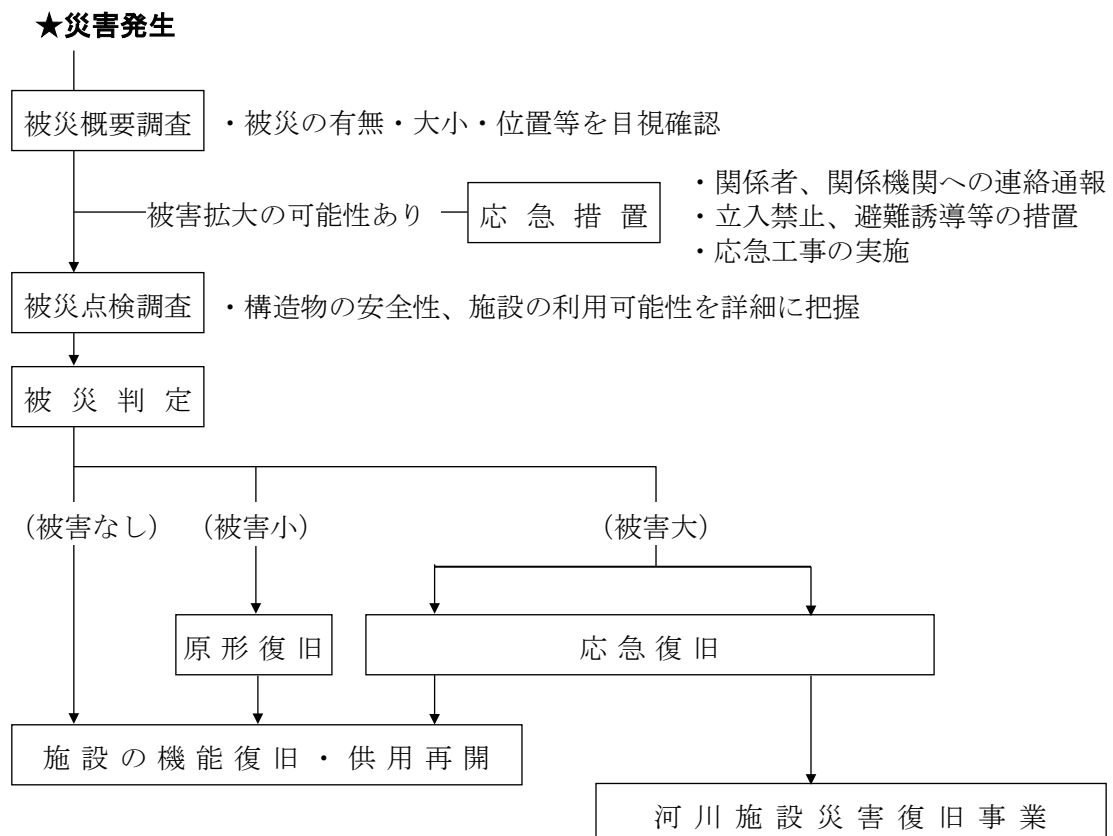 ★災害発生
被災概要調査
・被災の有無・大小・位置等を目視確認
被害拡大の可能性あり
応急措置
・関係者、関係機関への連絡通報
・立入禁止、避難誘導等の措置
・応急工事の実施
被災点検調査
・構造物の安全性、施設の利用可能性を詳細に把握
被災判定
（被害なし）
（被害小）
（被害大）
原形復旧
応急復旧
施設の機能復旧・供用再開
河川施設災害復旧事業